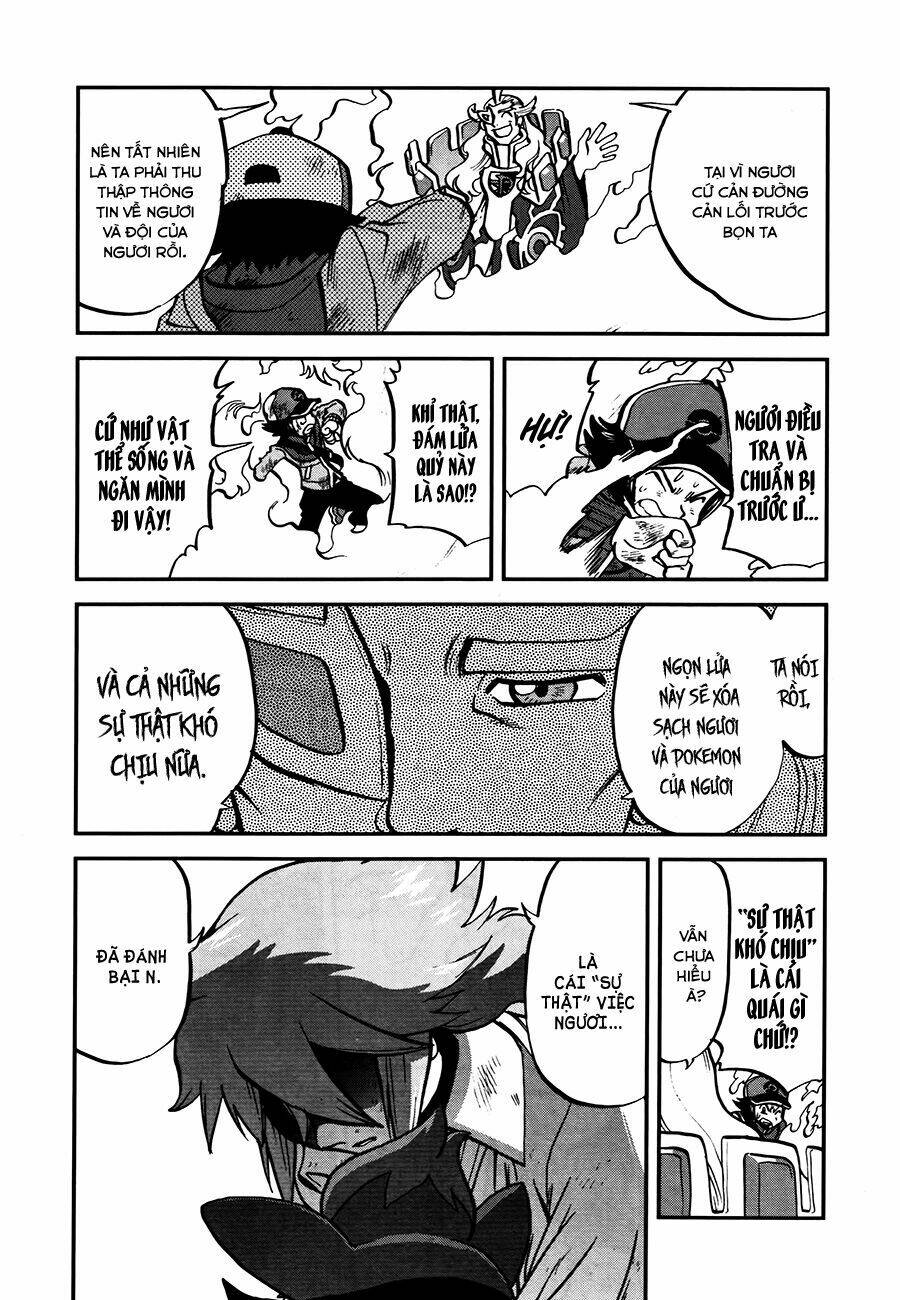 TẠI VÌ NGƯƠI
CỨ CẢN ĐƯỜNG
CẢN LỐI TRƯỚC
BỌN TA
NÊN TẤT NHIÊN
LÀ TA PHẢI THU
THẬP THÔNG
TIN VỀ NGƯƠI
VÀ ĐỘI CỦA
NGƯƠI RỒI.
NGƯỜI ĐIỀU
TRA VÀ
CHUẨN BỊ
TRƯỚC Ư...
HỰ!
KHỈ THẬT,
ĐÁM LỬA
QUỶ NÀY
LÀ SAO!?
CỨ NHƯ VẬT
THỂ SỐNG VÀ
NGĂN MÌNH
ĐI VẬY!
TA NÓI
RỒI,
NGỌN LỬA
NÀY SẼ XÓA
SẠCH NGƯƠI
VÀ POKEMON
CỦA NGƯƠI
VÀ CẢ NHỮNG
SỰ THẬT KHÓ
CHỊU NỮA.
"SỰ THẬT
KHÓ CHỊU"
LÀ CÁI
QUÁI GÌ
CHỨ!?
VẪN
CHƯA
HIỂU
À?
LÀ
CÁI "SỰ
THẬT" VIỆC
NGƯƠI...
ĐÃ ĐÁNH
BẠI N.